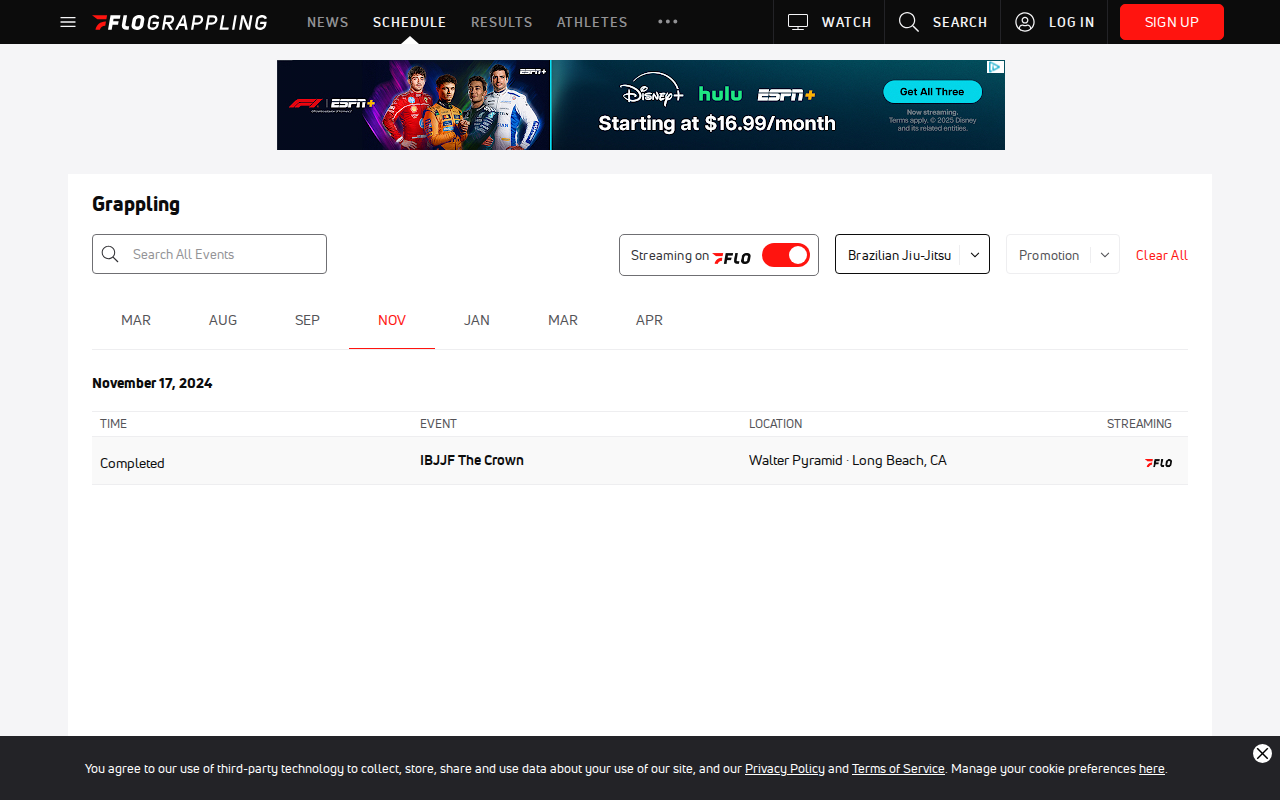 FLOGRAPPLING NEWS SCHEDULE RESULTS ATHLETES ••• WATCH SEARCH LOG IN SIGN UP
F1 ESPN+ ESPN+ Disney+ hulu ESPN+ Get All Three
Starting at $16.99/month
Now streaming.
Terms apply. © 2025 Disney
and its related entities.
Grappling
Search All Events Streaming on FLO Brazilian Jiu-Jitsu Promotion Clear All
MAR AUG SEP NOV JAN MAR APR
November 17, 2024
TIME EVENT LOCATION STREAMING
Completed IBJJF The Crown Walter Pyramid · Long Beach, CA FLO
You agree to our use of third-party technology to collect, store, share and use data about your use of our site, and our Privacy Policy and Terms of Service. Manage your cookie preferences here.